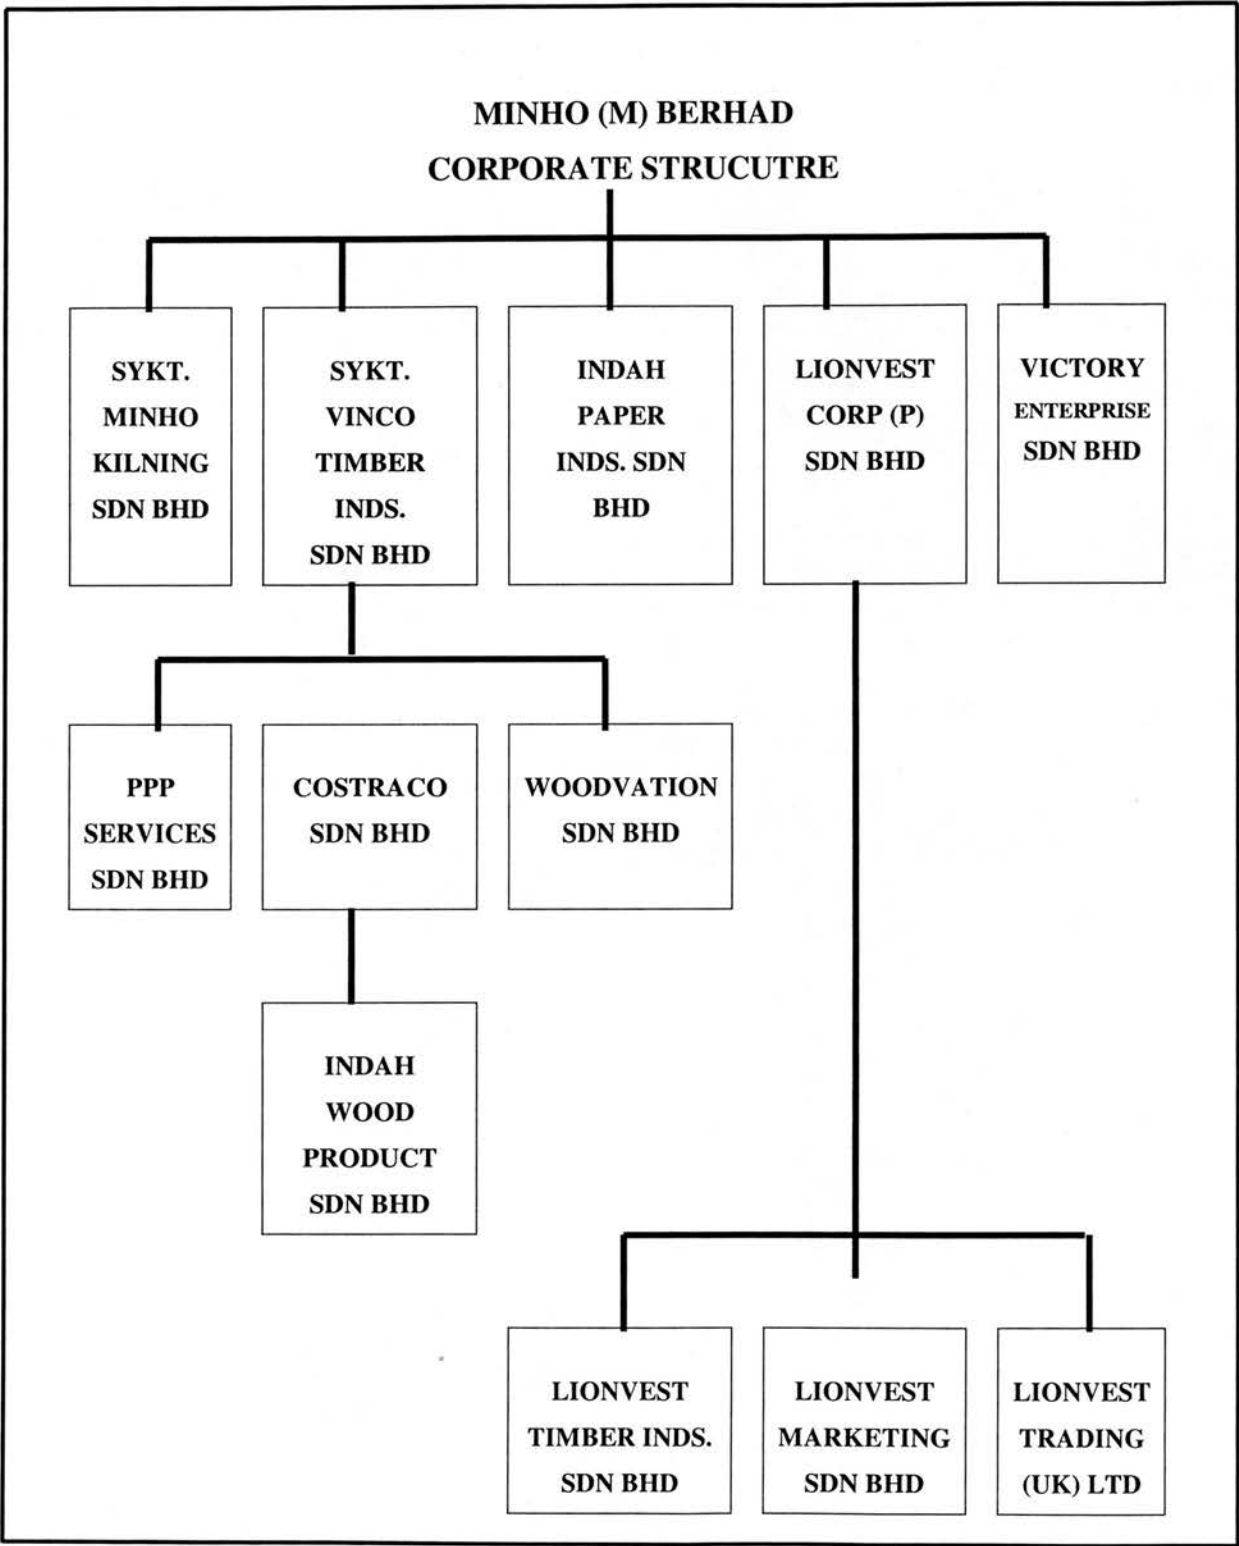 MINHO (M) BERHAD
CORPORATE STRUCUTRE
SYKT.
MINHO
KILNING
SDN BHD
SYKT.
VINCO
TIMBER
INDS.
SDN BHD
INDAH
PAPER
INDS. SDN
BHD
LIONVEST
CORP (P)
SDN BHD
VICTORY
ENTERPRISE
SDN BHD
PPP
SERVICES
SDN BHD
COSTRACO
SDN BHD
WOODVATION
SDN BHD
INDAH
WOOD
PRODUCT
SDN BHD
LIONVEST
TIMBER INDS.
SDN BHD
LIONVEST
MARKETING
SDN BHD
LIONVEST
TRADING
(UK) LTD